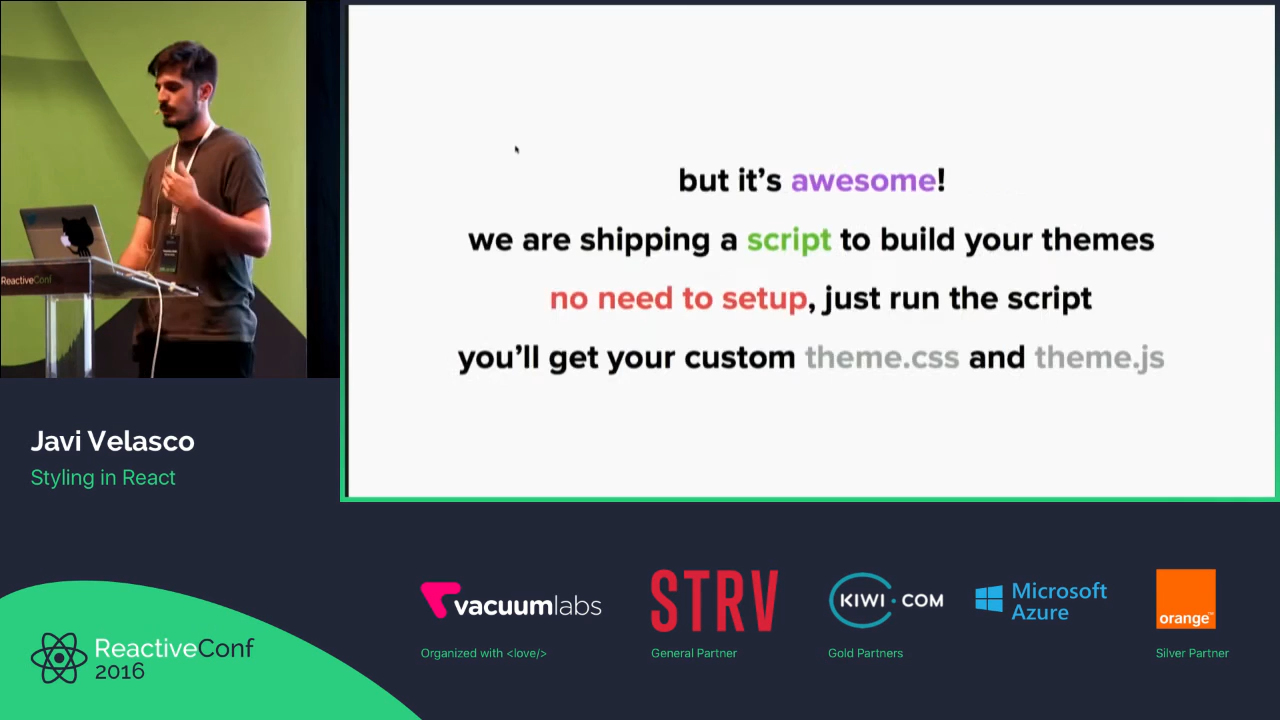 but it's awesome!
we are shipping a script to build your themes
no need to setup, just run the script
you'll get your custom theme.css and theme.js
ReactiveConf
Javi Velasco
Styling in React
ReactiveConf
2016
vacuumlabs
Organized with <love/>
STRV
General Partner
KIWI.COM
Gold Partners
Microsoft
Azure
orange™
Silver Partner